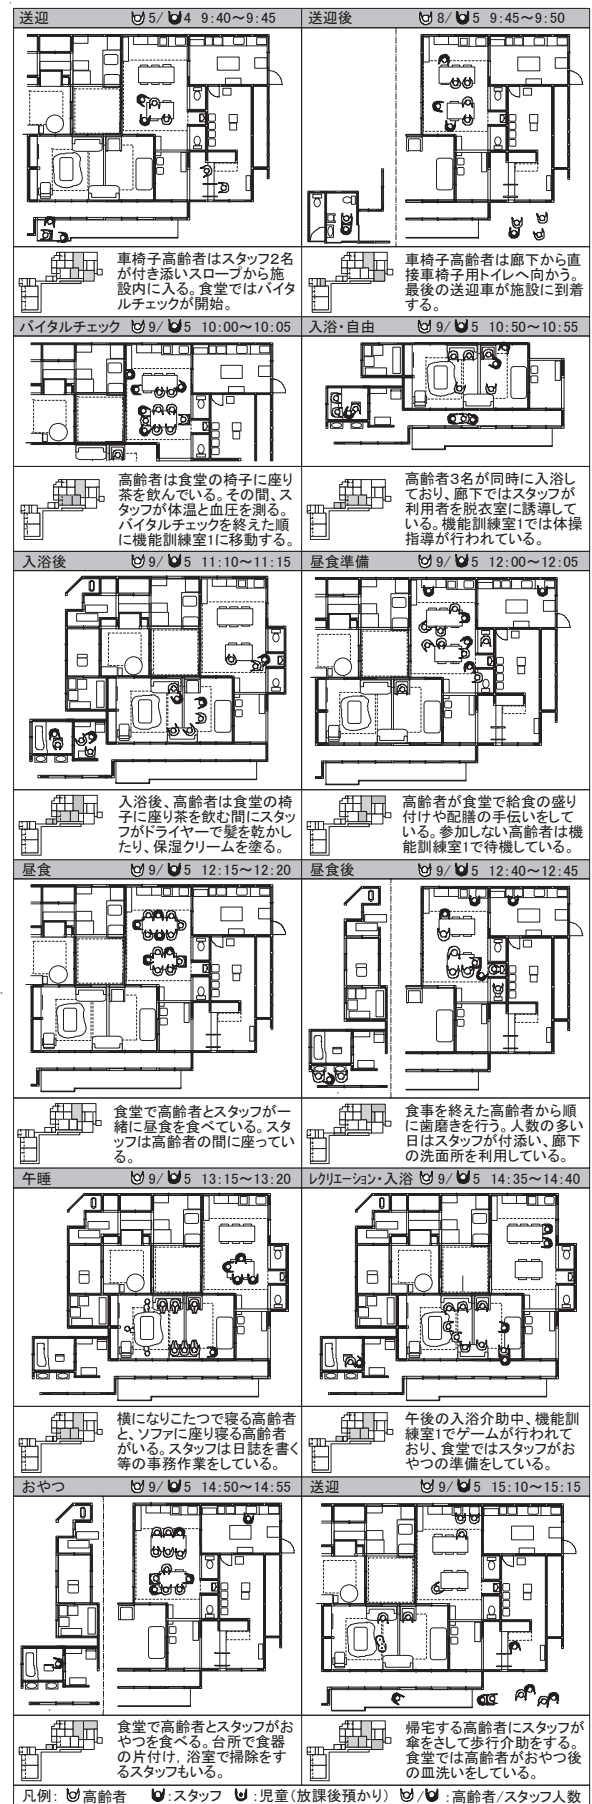 送迎 5/ 4 9:40～9:45
車椅子高齢者はスタッフ2名
が付き添いスロープから施
設内に入る。食堂ではバイタ
ルチェックが開始。
送迎後 8/ 5 9:45～9:50
車椅子高齢者は廊下から直
接車椅子用トイレへ向かう。
最後の送迎車が施設に到着
する。
バイタルチェック 9/ 5 10:00～10:05
高齢者は食堂の椅子に座り
茶を飲んでいる。その間、ス
タッフが体温と血圧を測る。
バイタルチェックを終えた順
に機能訓練室1に移動する。
入浴・自由 9/ 5 10:50～10:55
高齢者3名が同時に入浴し
ており、廊下ではスタッフが
利用者を脱衣室に誘導して
いる。機能訓練室1では体操
指導が行われている。
入浴後 9/ 5 11:10～11:15
入浴後、高齢者は食堂の椅
子に座り茶を飲む間にスタッ
フがドライヤーで髪を乾かし
たり、保湿クリームを塗る。
昼食準備 9/ 5 12:00～12:05
高齢者が食堂で給食の盛り
付けや配膳の手伝いをして
いる。参加しない高齢者は機
能訓練室1で待機している。
昼食 9/ 5 12:15～12:20
食堂で高齢者とスタッフが一
緒に昼食を食べている。スタ
ッフは高齢者の間に座ってい
る。
昼食後 9/ 5 12:40～12:45
食事を終えた高齢者から順
に歯磨きを行う。人数の多い
日はスタッフが付添い、廊下
の洗面所を利用している。
午睡 9/ 5 13:15～13:20
横になりこたつで寝る高齢者
と、ソファに座り寝る高齢者
がいる。スタッフは日誌を書く
等の事務作業をしている。
レクリエーション・入浴 9/ 5 14:35～14:40
午後の入浴介助中、機能訓
練室1でゲームが行われて
おり、食堂ではスタッフがお
やつの準備をしている。
おやつ 9/ 5 14:50～14:55
食堂で高齢者とスタッフがお
やつを食べる。台所で食器
の片付け, 浴室で掃除をす
るスタッフもいる。
送迎 9/ 5 15:10～15:15
帰宅する高齢者にスタッフが
傘をさして歩行介助をする。
食堂では高齢者がおやつ後
の皿洗いをしている。
凡例: 高齢者 :スタッフ :児童(放課後預かり) / :高齢者/スタッフ人数